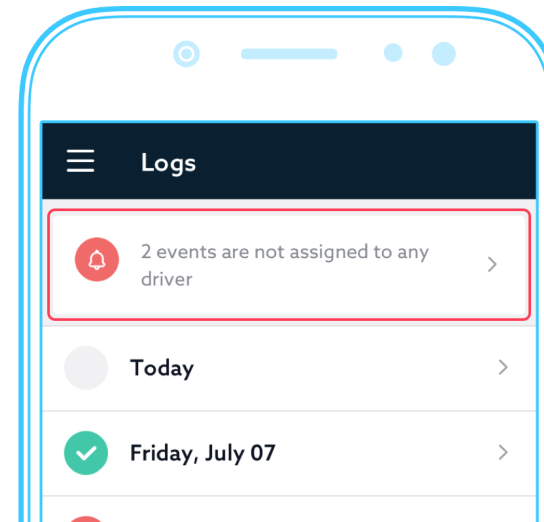 Logs
2 events are not assigned to any
driver
Today
Friday, July 07